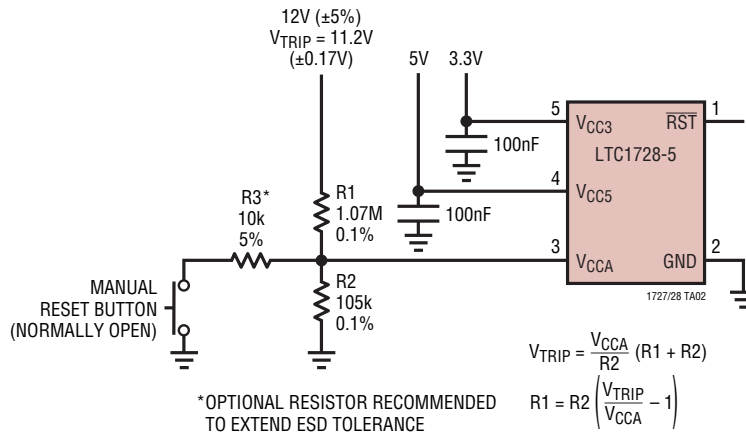 12V (±5%)
VTRIP = 11.2V
(±0.17V)
5V
3.3V
5
VCC3
RST
1
LTC1728-5
100nF
4
VCC5
100nF
R3*
10k
5%
R1
1.07M
0.1%
3
VCCA
GND
2
R2
105k
0.1%
MANUAL
RESET BUTTON
(NORMALLY OPEN)
1727/28 TA02
VTRIP = VCCA/R2 (R1 + R2)
*OPTIONAL RESISTOR RECOMMENDED
TO EXTEND ESD TOLERANCE
R1 = R2 (VTRIP/VCCA – 1)